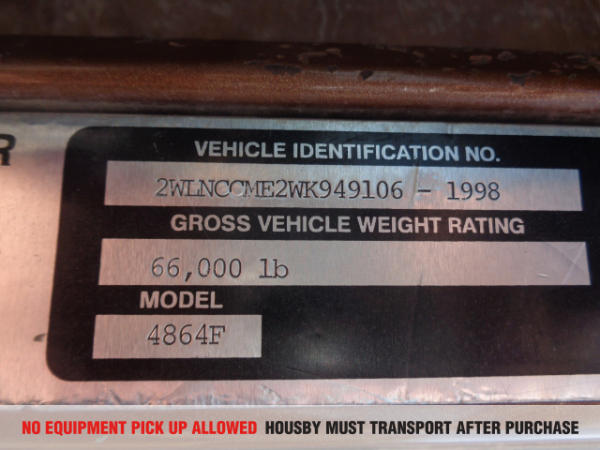 R
VEHICLE IDENTIFICATION NO.
2WLNCCME2WK949106 - 1998
GROSS VEHICLE WEIGHT RATING
66,000 lb
MODEL
4864F
NO EQUIPMENT PICK UP ALLOWED HOUSBY MUST TRANSPORT AFTER PURCHASE